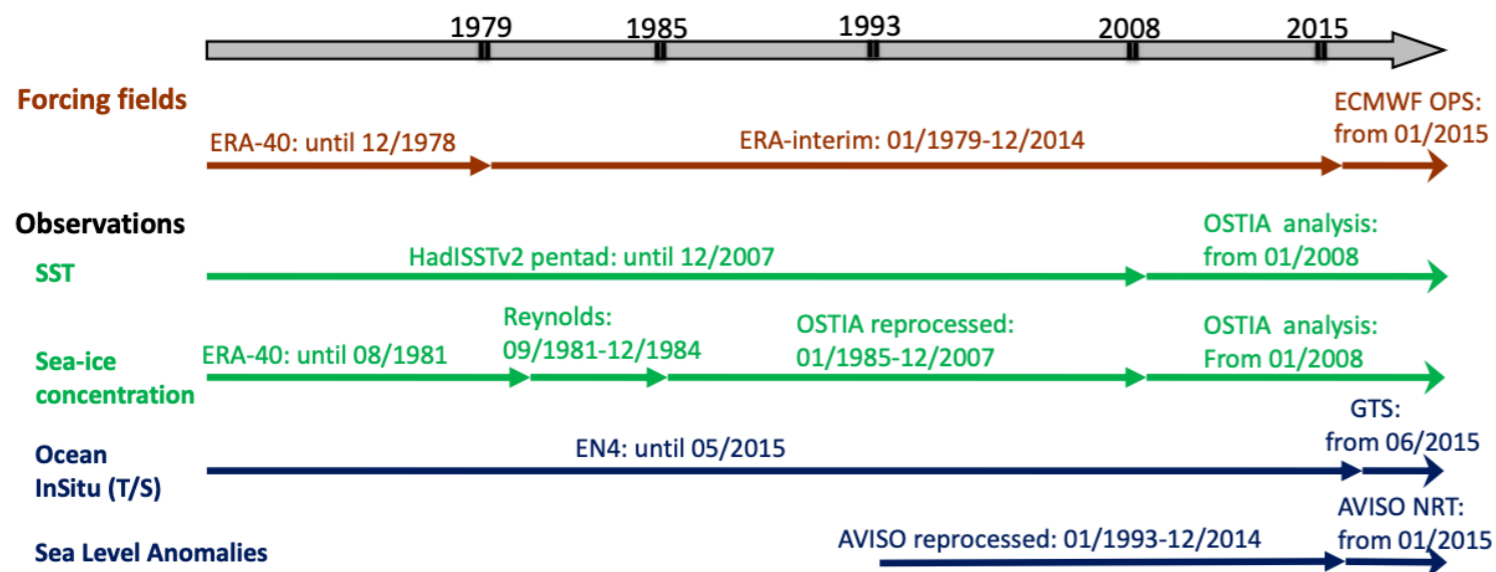 1979 1985 1993 2008 2015
Forcing fields
ECMWF OPS:
from 01/2015
ERA-40: until 12/1978
ERA-interim: 01/1979-12/2014
Observations
SST
HadISSTv2 pentad: until 12/2007
OSTIA analysis:
from 01/2008
Sea-ice
concentration
ERA-40: until 08/1981
Reynolds:
09/1981-12/1984
OSTIA reprocessed:
01/1985-12/2007
OSTIA analysis:
From 01/2008
Ocean
InSitu (T/S)
EN4: until 05/2015
GTS:
from 06/2015
Sea Level Anomalies
AVISO reprocessed: 01/1993-12/2014
AVISO NRT:
from 01/2015